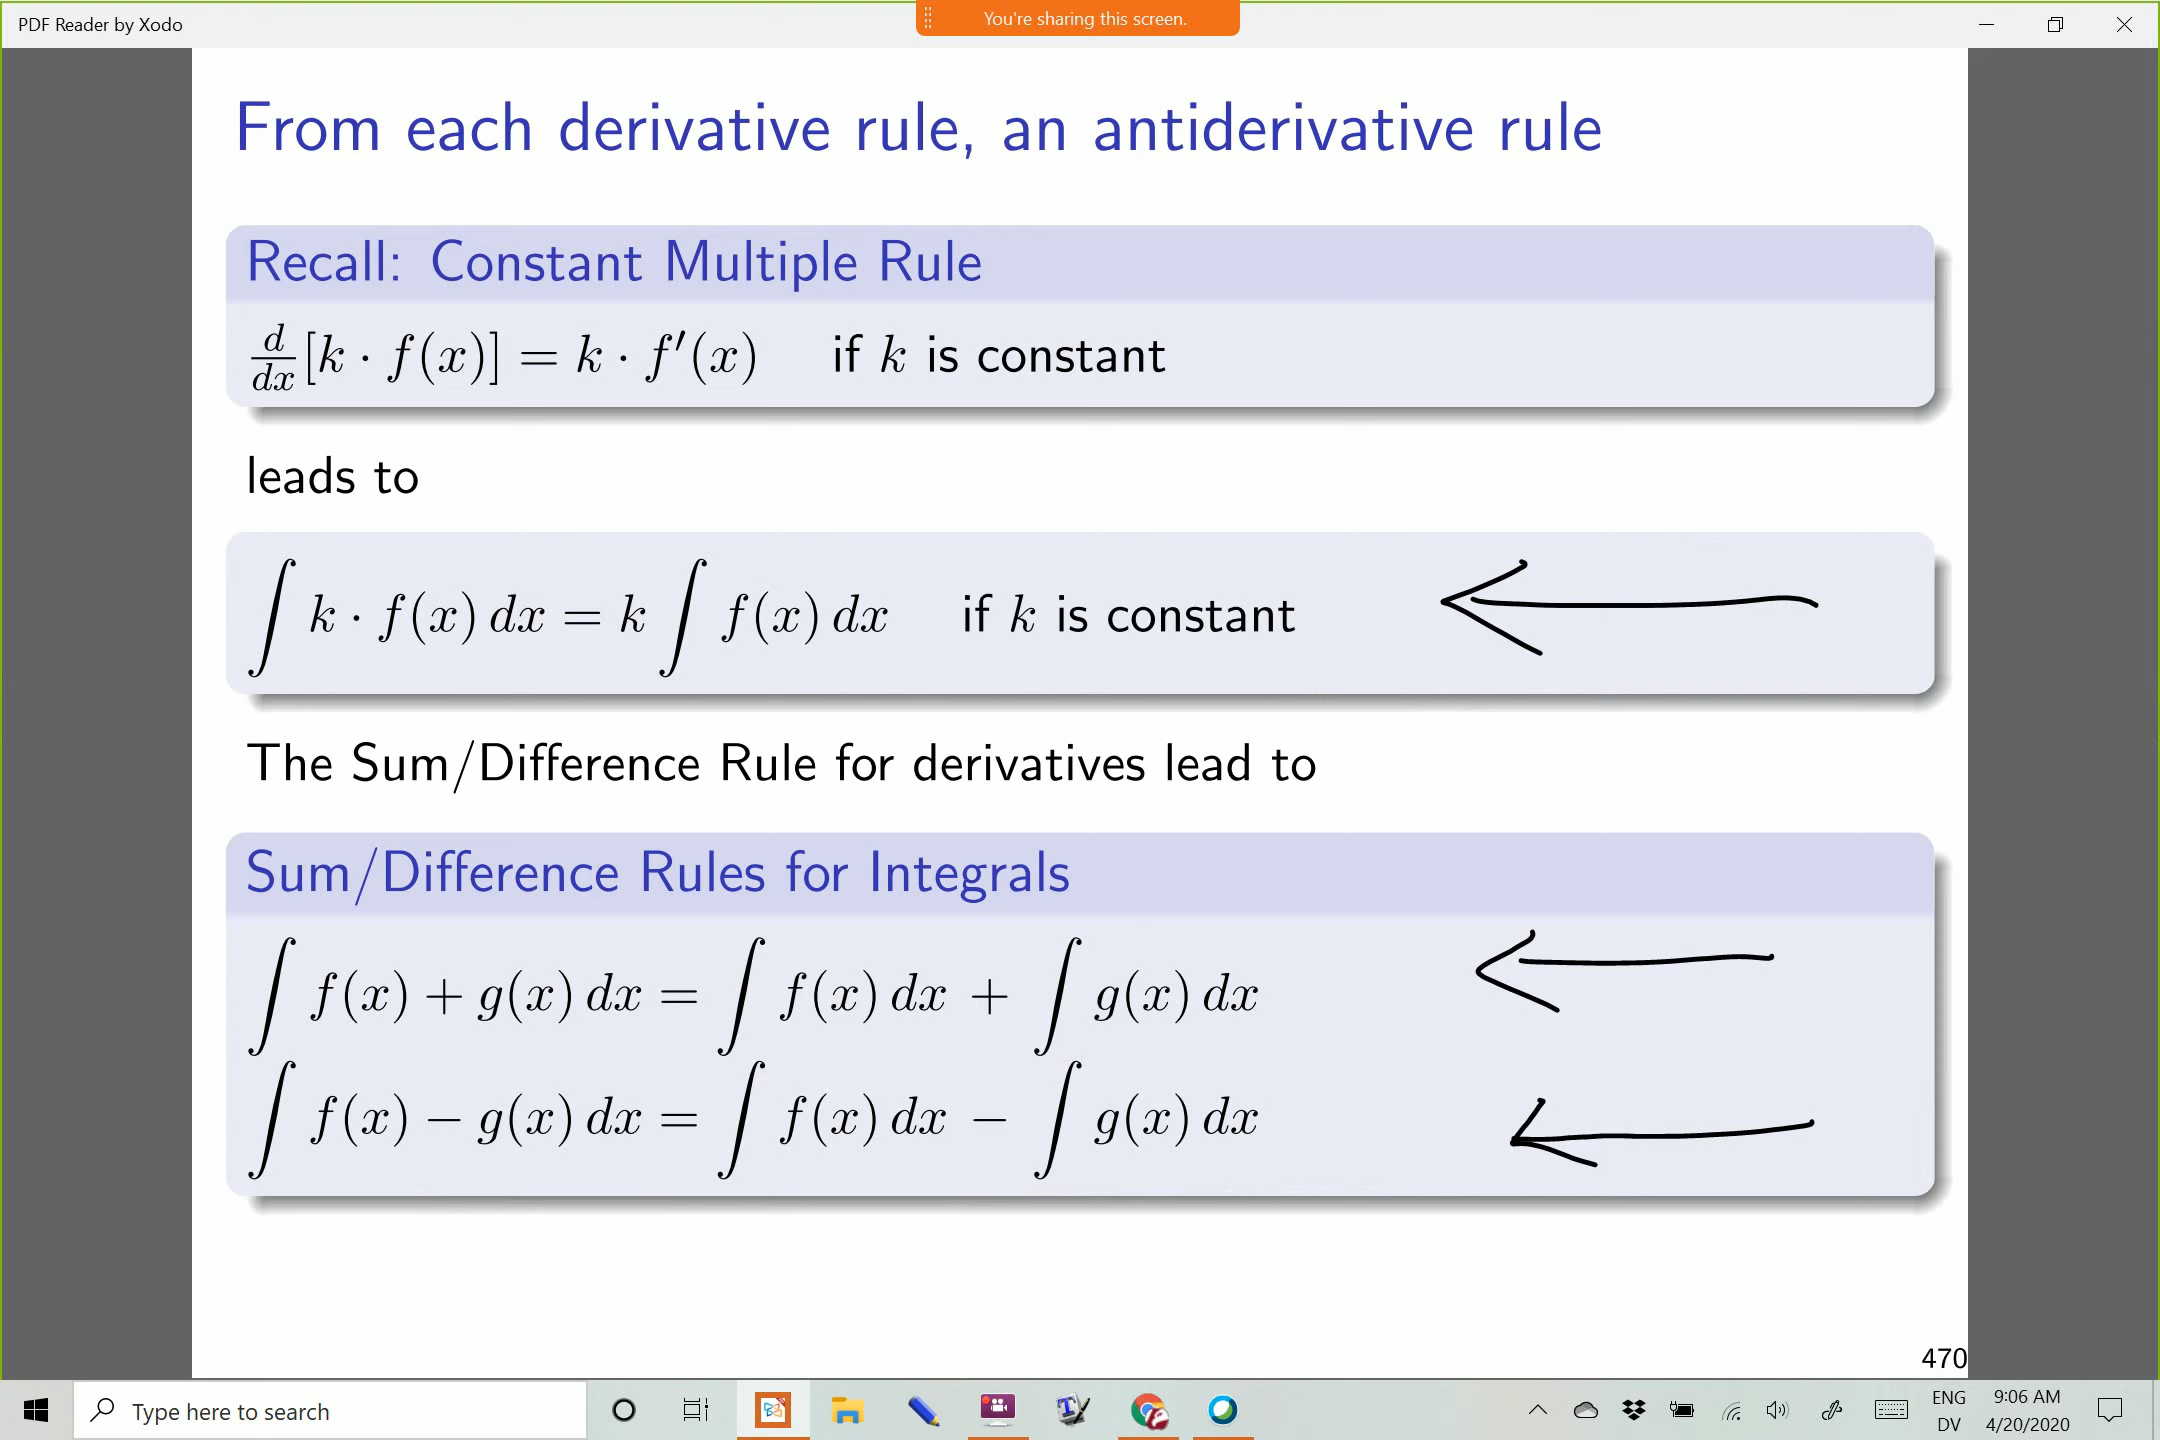 PDF Reader by Xodo
You're sharing this screen.
From each derivative rule, an antiderivative rule
Recall: Constant Multiple Rule
d/dx [k · f(x)] = k · f′(x) if k is constant
leads to
∫ k · f(x) dx = k ∫ f(x) dx if k is constant
The Sum/Difference Rule for derivatives lead to
Sum/Difference Rules for Integrals
∫ f(x) + g(x) dx = ∫ f(x) dx + ∫ g(x) dx
∫ f(x) − g(x) dx = ∫ f(x) dx − ∫ g(x) dx
470
Type here to search
ENG
DV
9:06 AM
4/20/2020